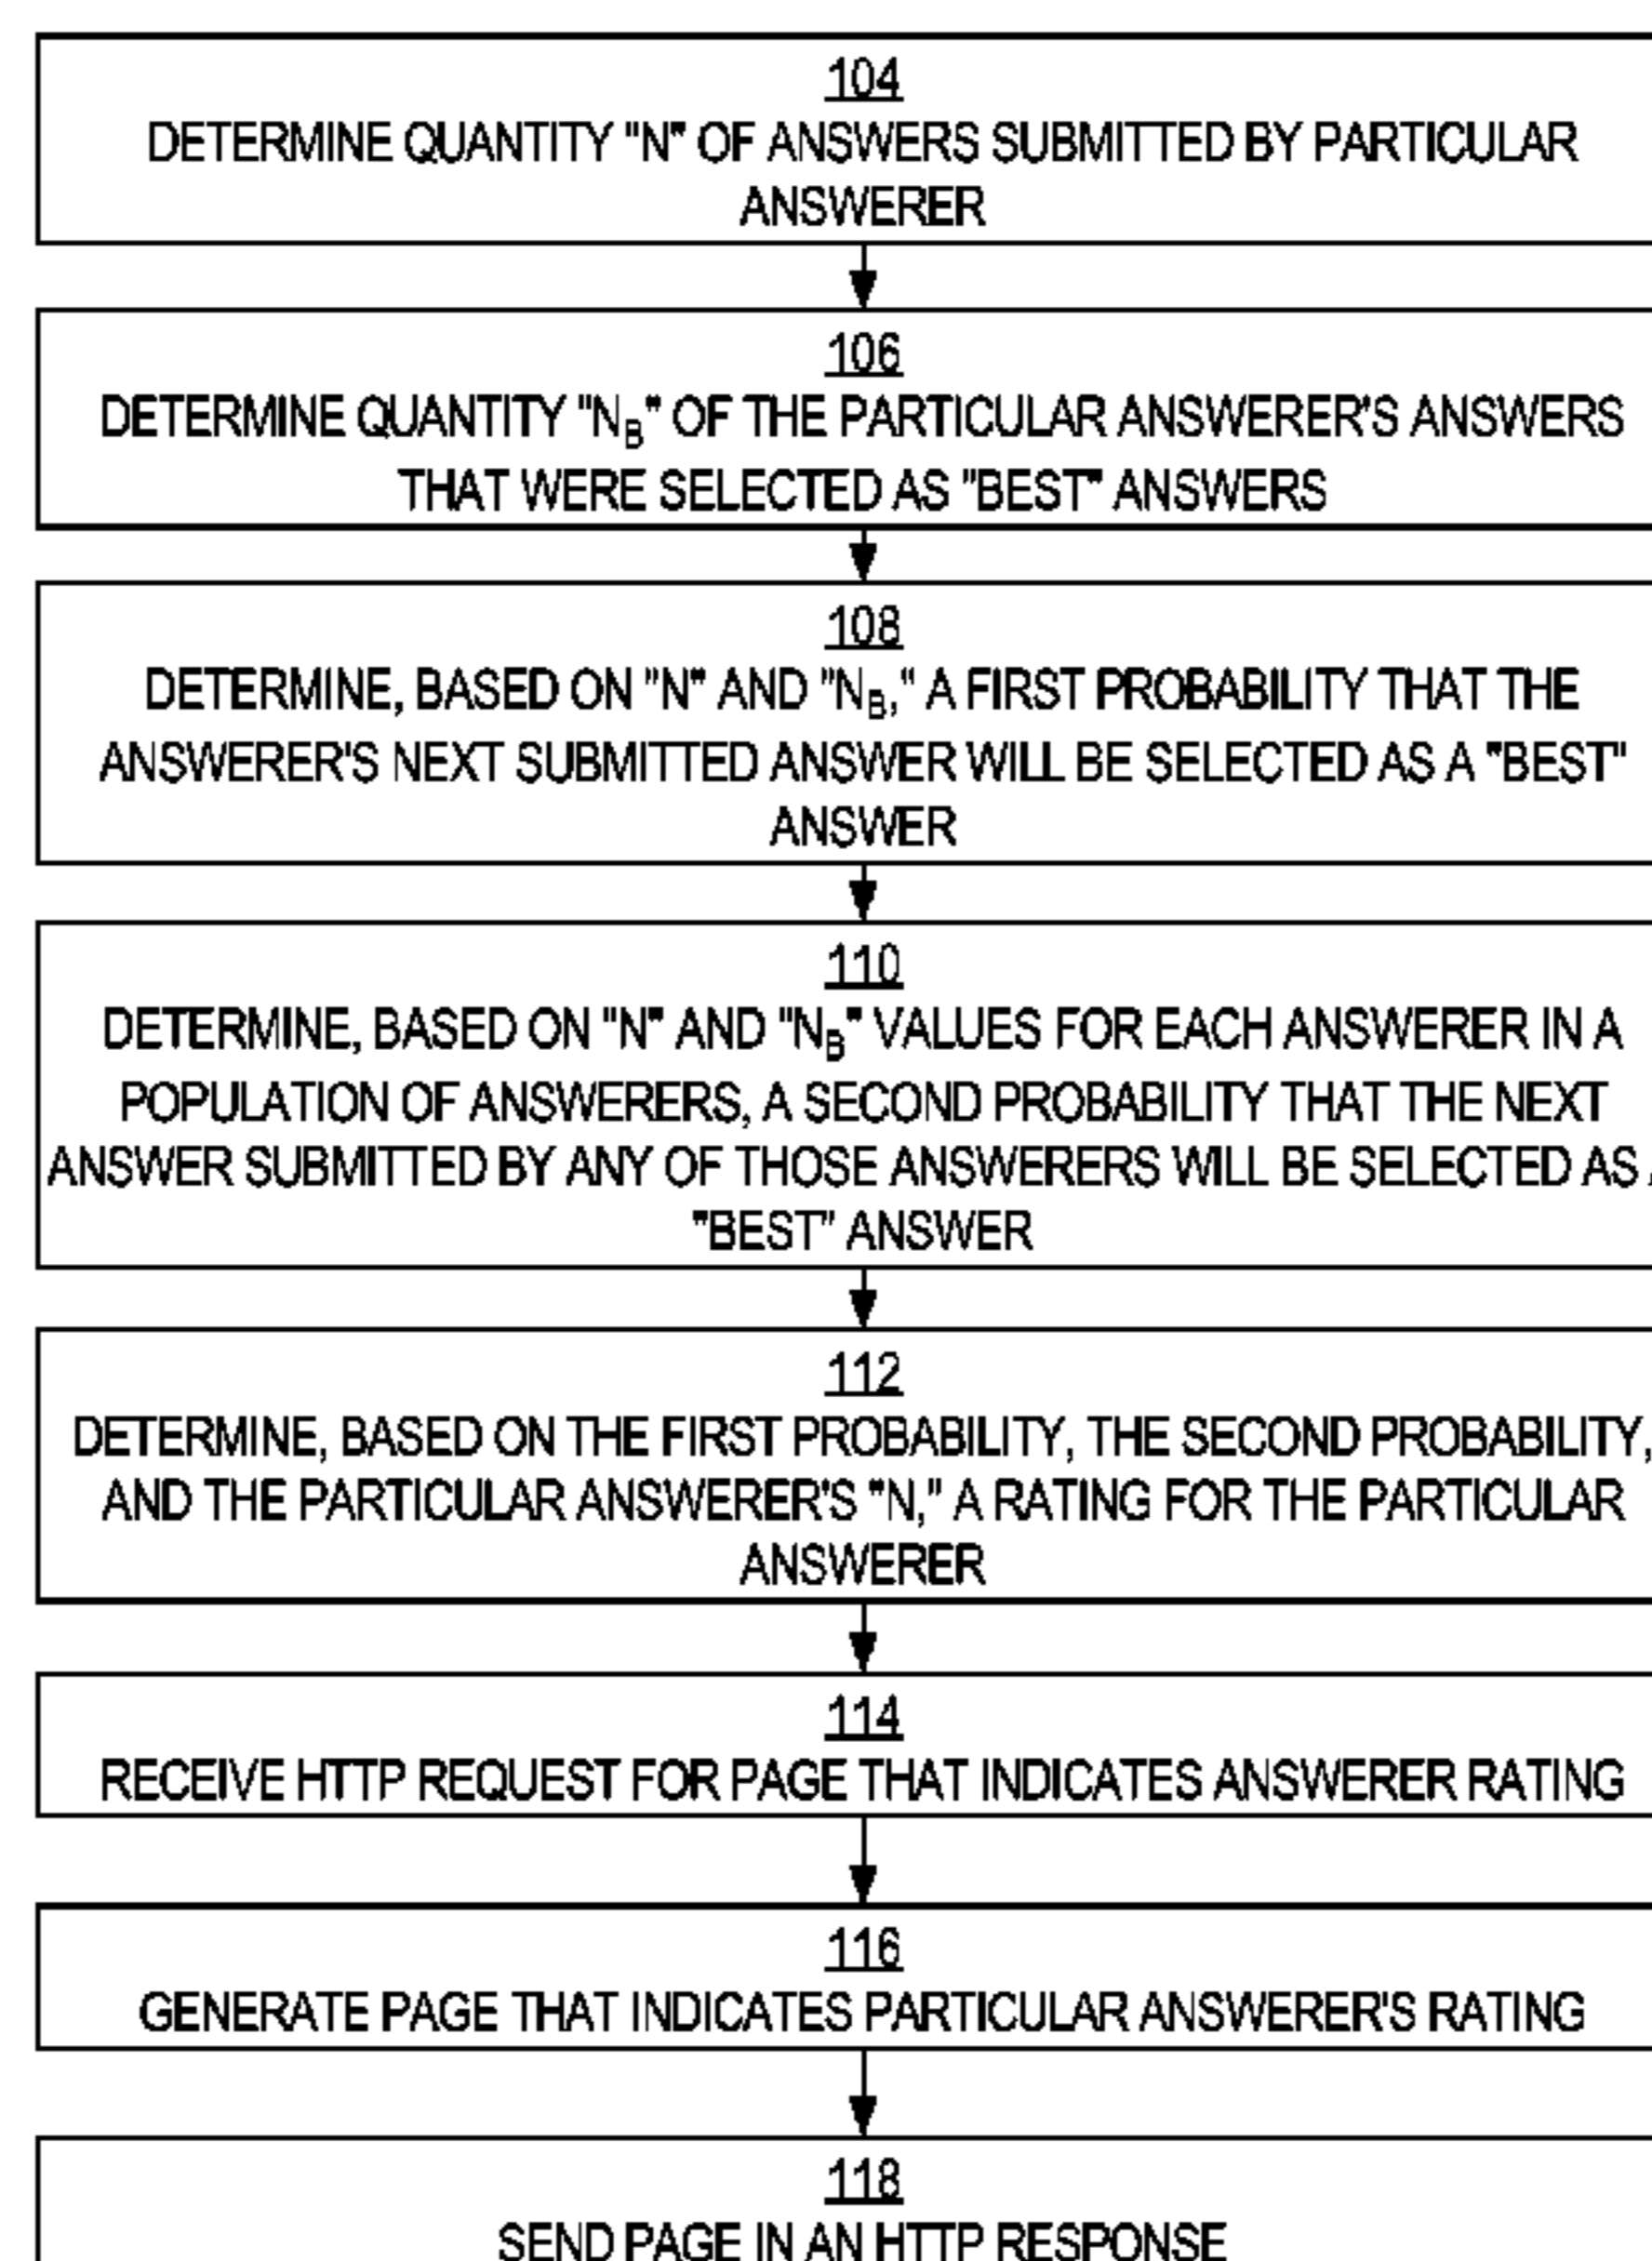 104
DETERMINE QUANTITY "N" OF ANSWERS SUBMITTED BY PARTICULAR
ANSWERER
106
DETERMINE QUANTITY "N_B" OF THE PARTICULAR ANSWERER'S ANSWERS
THAT WERE SELECTED AS "BEST" ANSWERS
108
DETERMINE, BASED ON "N" AND "N_B," A FIRST PROBABILITY THAT THE
ANSWERER'S NEXT SUBMITTED ANSWER WILL BE SELECTED AS A "BEST"
ANSWER
110
DETERMINE, BASED ON "N" AND "N_B" VALUES FOR EACH ANSWERER IN A
POPULATION OF ANSWERERS, A SECOND PROBABILITY THAT THE NEXT
ANSWER SUBMITTED BY ANY OF THOSE ANSWERERS WILL BE SELECTED AS
"BEST" ANSWER
112
DETERMINE, BASED ON THE FIRST PROBABILITY, THE SECOND PROBABILITY,
AND THE PARTICULAR ANSWERER'S "N," A RATING FOR THE PARTICULAR
ANSWERER
114
RECEIVE HTTP REQUEST FOR PAGE THAT INDICATES ANSWERER RATING
116
GENERATE PAGE THAT INDICATES PARTICULAR ANSWERER'S RATING
118
SEND PAGE IN AN HTTP RESPONSE